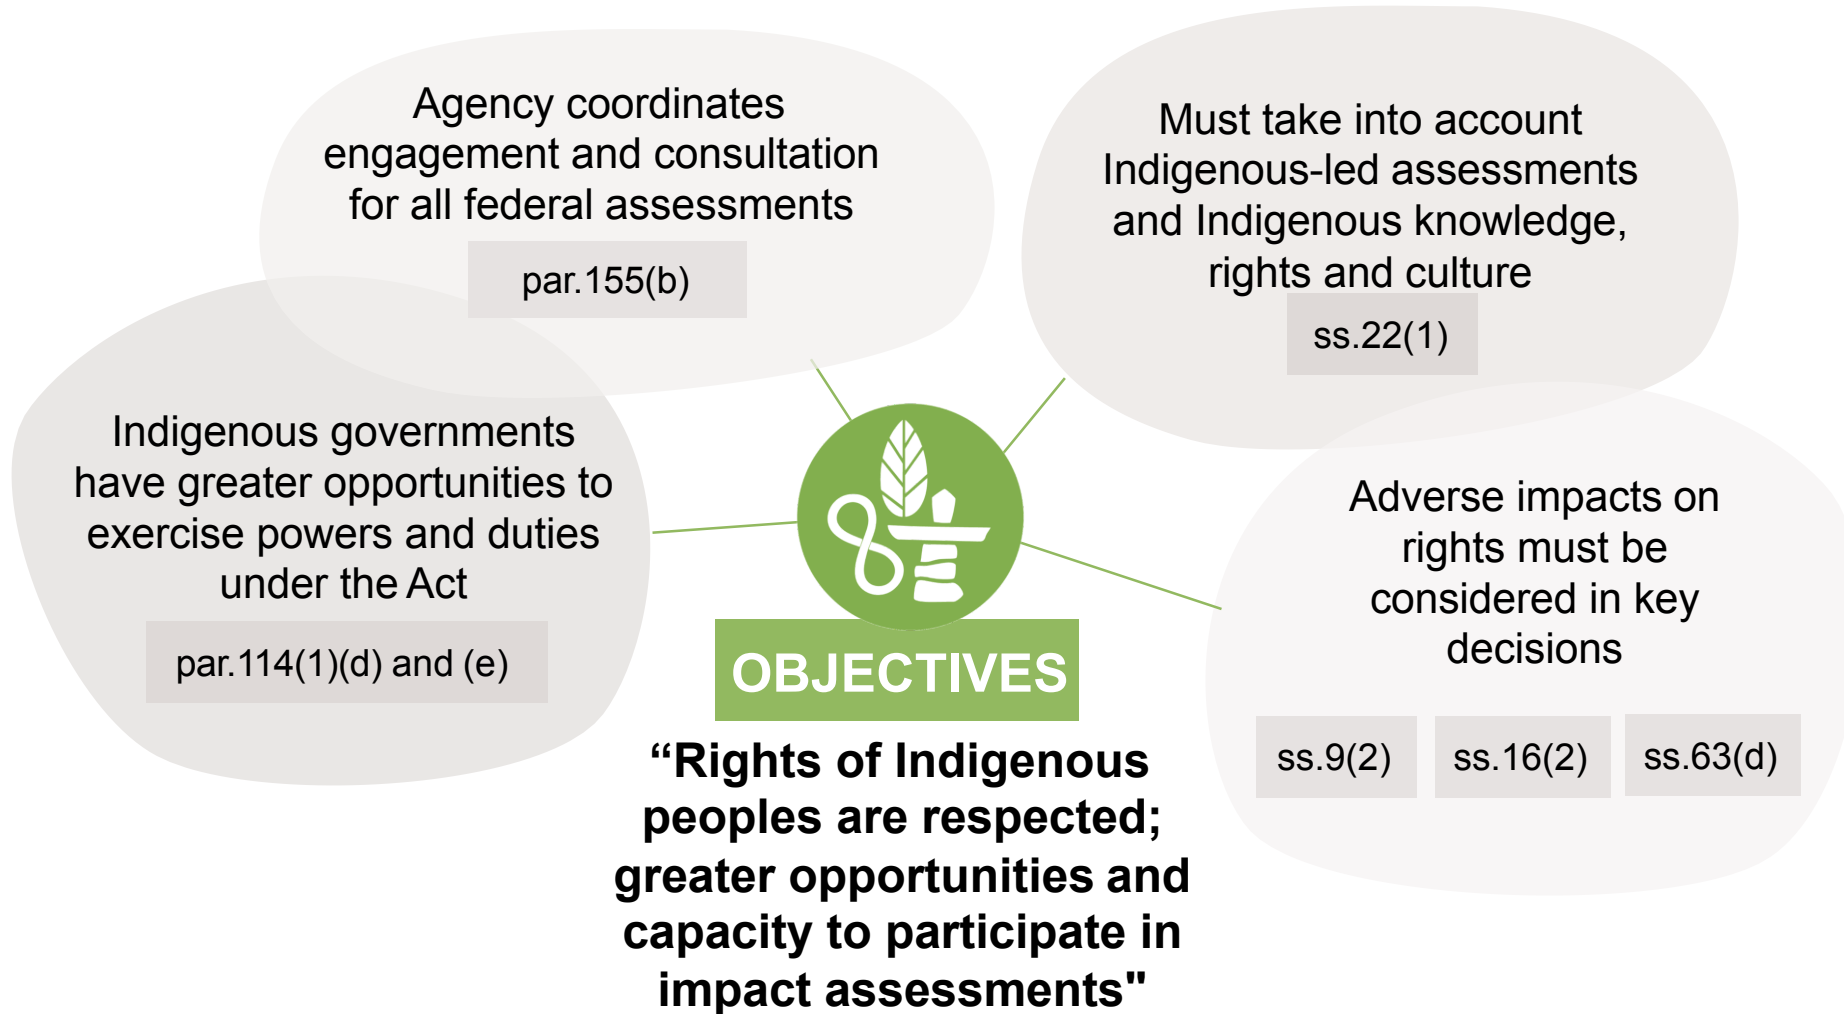 Agency coordinates
engagement and consultation
for all federal assessments
par.155(b)
Must take into account
Indigenous-led assessments
and Indigenous knowledge,
rights and culture
ss.22(1)
Indigenous governments
have greater opportunities to
exercise powers and duties
under the Act
par.114(1)(d) and (e)
Adverse impacts on
rights must be
considered in key
decisions
ss.9(2)
ss.16(2)
ss.63(d)
OBJECTIVES
“Rights of Indigenous
peoples are respected;
greater opportunities and
capacity to participate in
impact assessments"